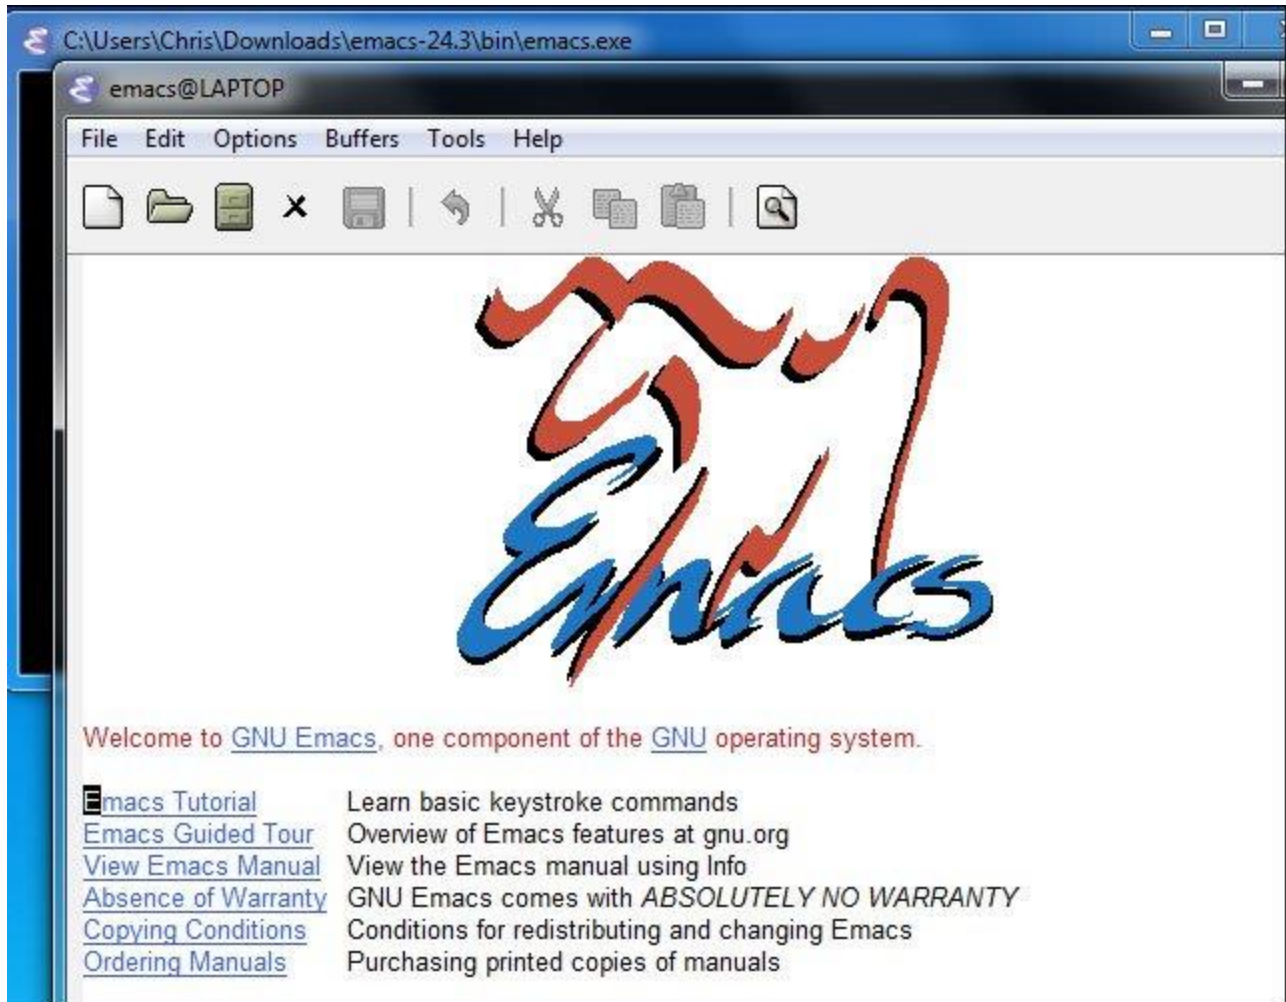 C:\Users\Chris\Downloads\emacs-24.3\bin\emacs.exe
emacs@LAPTOP
File Edit Options Buffers Tools Help
Emacs
Welcome to GNU Emacs, one component of the GNU operating system.
Emacs Tutorial Learn basic keystroke commands
Emacs Guided Tour Overview of Emacs features at gnu.org
View Emacs Manual View the Emacs manual using Info
Absence of Warranty GNU Emacs comes with ABSOLUTELY NO WARRANTY
Copying Conditions Conditions for redistributing and changing Emacs
Ordering Manuals Purchasing printed copies of manuals